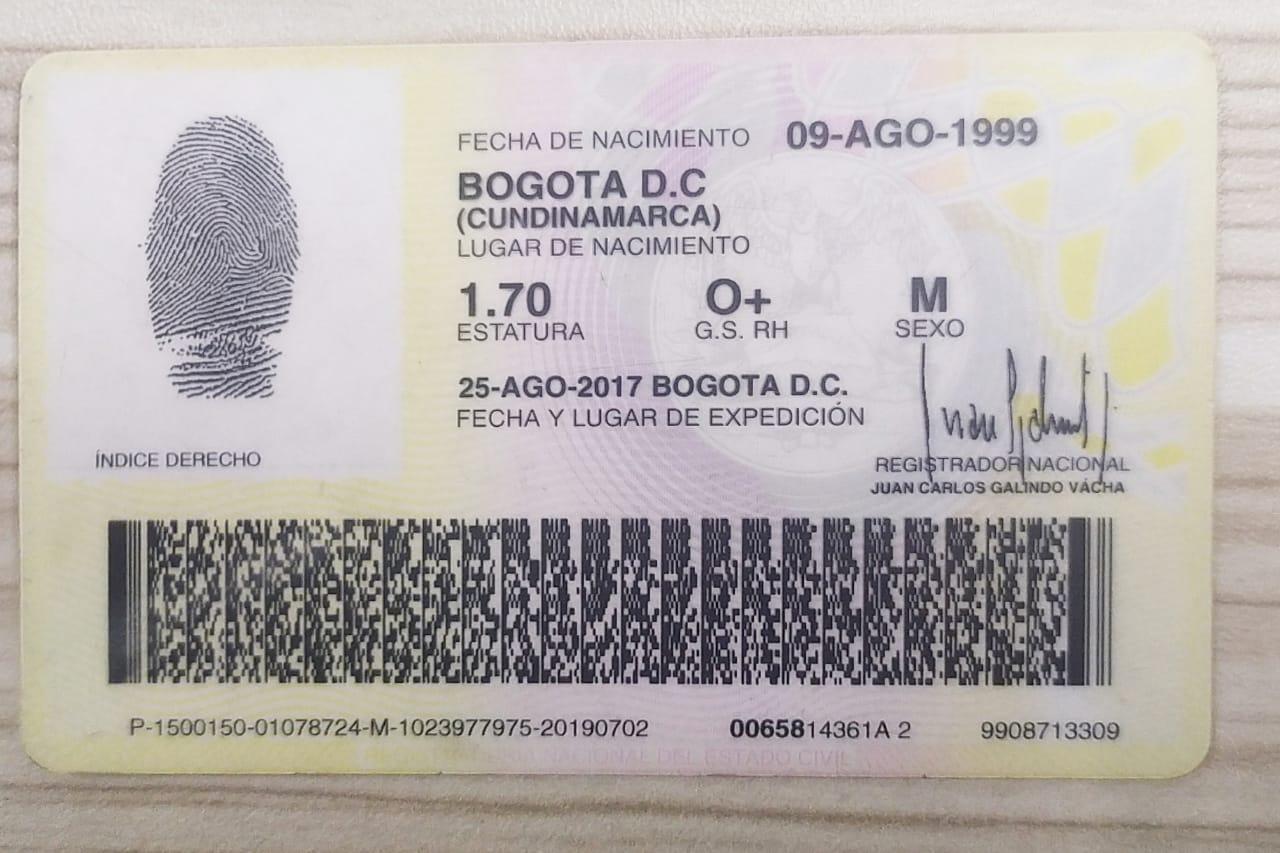 FECHA DE NACIMIENTO 09-AGO-1999
BOGOTA D.C
(CUNDINAMARCA)
LUGAR DE NACIMIENTO
1.70 O+ M
ESTATURA G.S. RH SEXO
25-AGO-2017 BOGOTA D.C.
FECHA Y LUGAR DE EXPEDICIÓN
ÍNDICE DERECHO
REGISTRADOR NACIONAL
JUAN CARLOS GALINDO VÁCHA
P-1500150-01078724-M-1023977975-20190702 0065814361A 2 9908713309
NACIONAL DEL ESTADO CIVIL